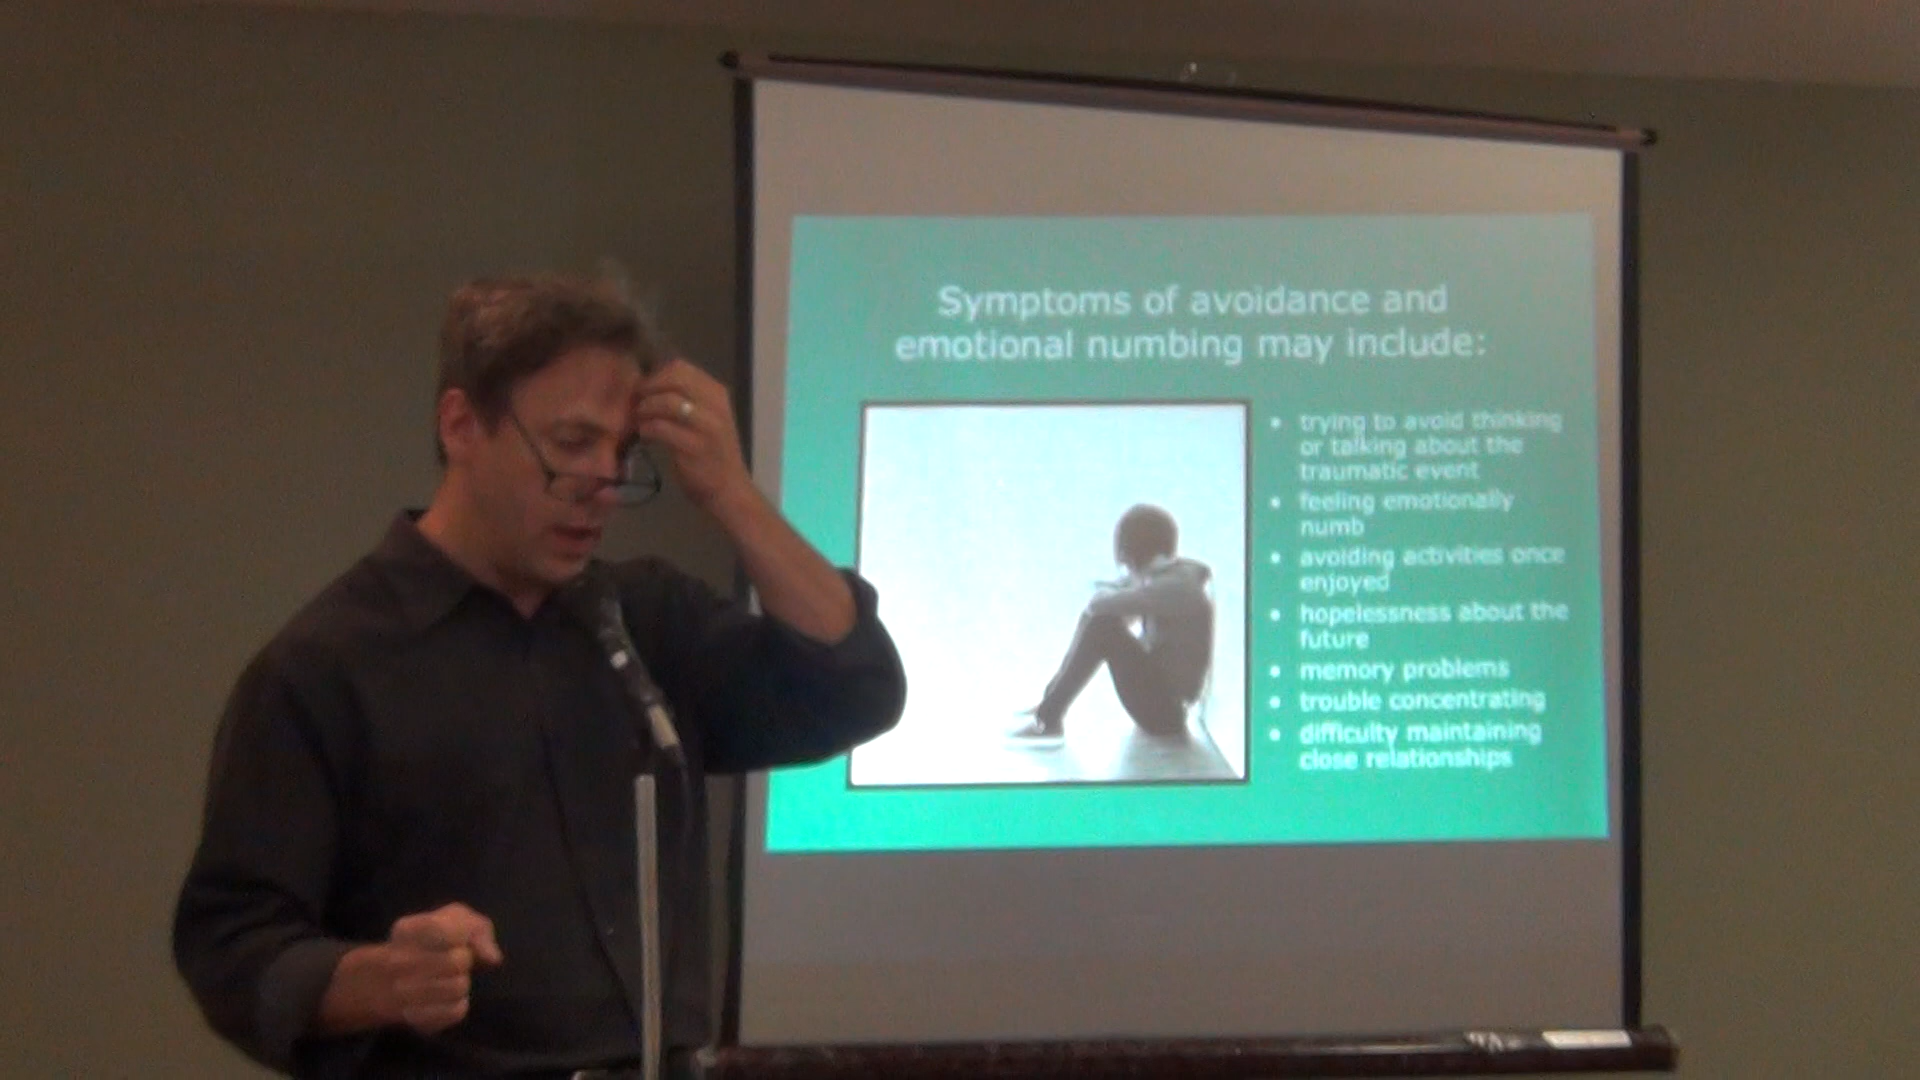 Symptoms of avoidance and
emotional numbing may include:
• trying to avoid thinking
or talking about the
traumatic event
• feeling emotionally
numb
• avoiding activities once
enjoyed
• hopelessness about the
future
• memory problems
• trouble concentrating
• difficulty maintaining
close relationships